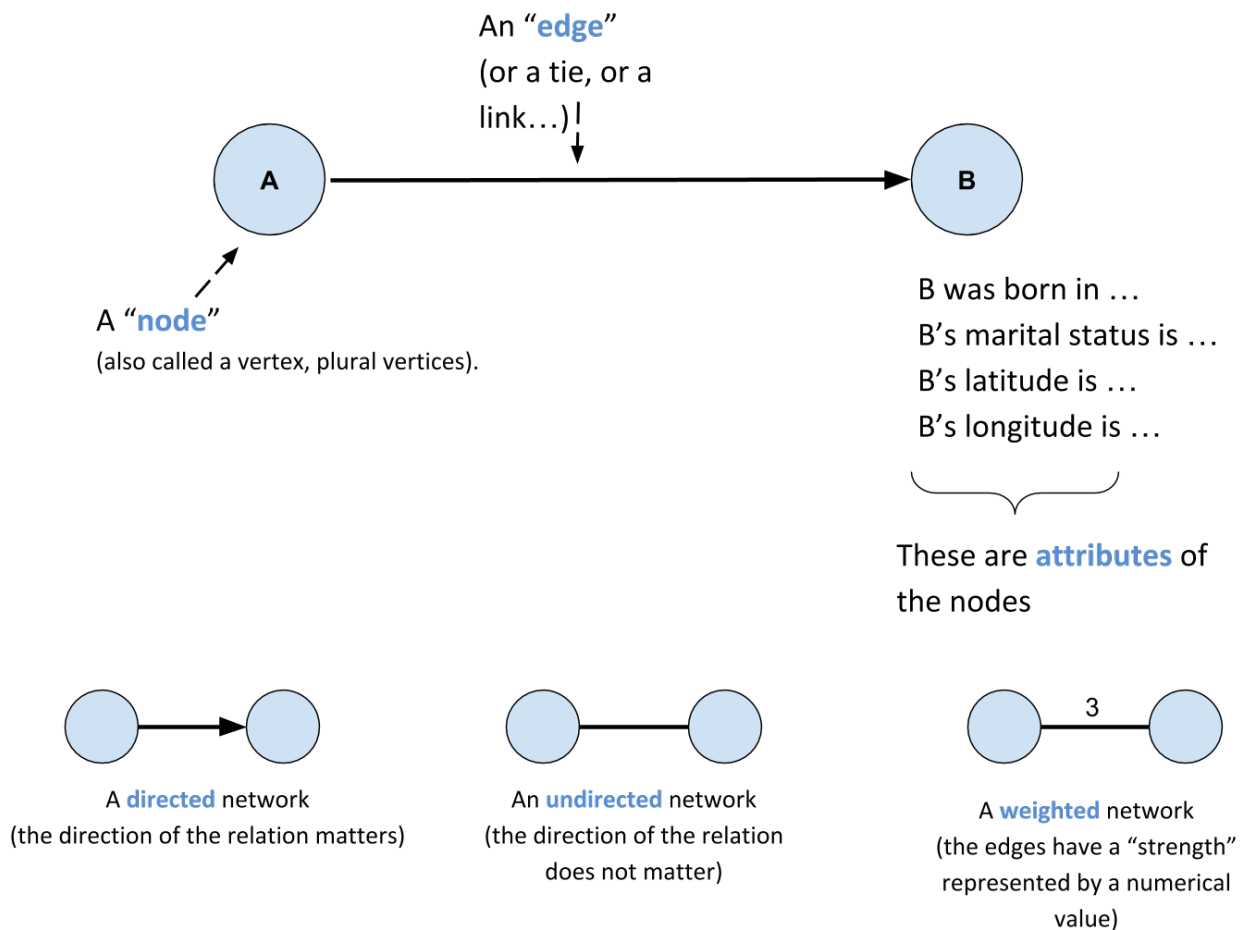 An “edge”
(or a tie, or a
link…)
A
B
A “node”
(also called a vertex, plural vertices).
B was born in …
B’s marital status is …
B’s latitude is …
B’s longitude is …
These are attributes of
the nodes
A directed network
(the direction of the relation matters)
An undirected network
(the direction of the relation
does not matter)
3
A weighted network
(the edges have a “strength”
represented by a numerical
value)